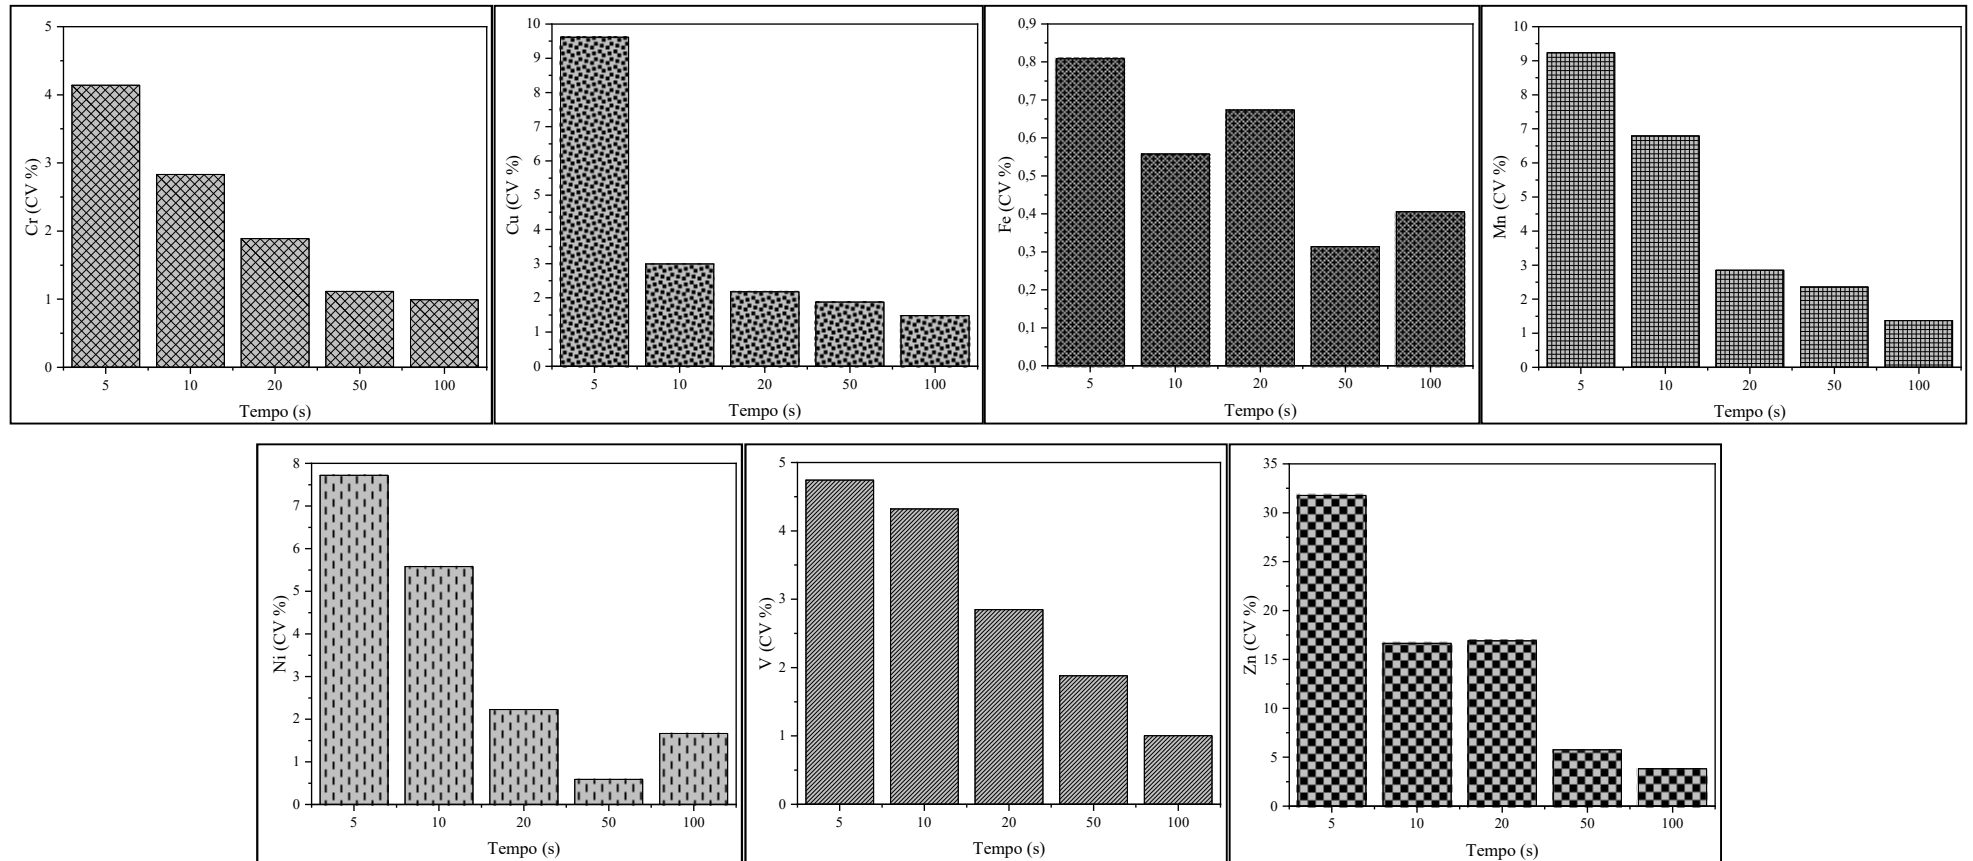 Cr (CV %)
5
4
3
2
1
0
5 10 20 50 100
Tempo (s)
Cu (CV %)
10
9
8
7
6
5
4
3
2
1
0
5 10 20 50 100
Tempo (s)
Fe (CV %)
0,9
0,8
0,7
0,6
0,5
0,4
0,3
0,2
0,1
0,0
5 10 20 50 100
Tempo (s)
Mn (CV %)
10
9
8
7
6
5
4
3
2
1
0
5 10 20 50 100
Tempo (s)
Ni (CV %)
8
7
6
5
4
3
2
1
0
5 10 20 50 100
Tempo (s)
V (CV %)
5
4
3
2
1
0
5 10 20 50 100
Tempo (s)
Zn (CV %)
35
30
25
20
15
10
5
0
5 10 20 50 100
Tempo (s)